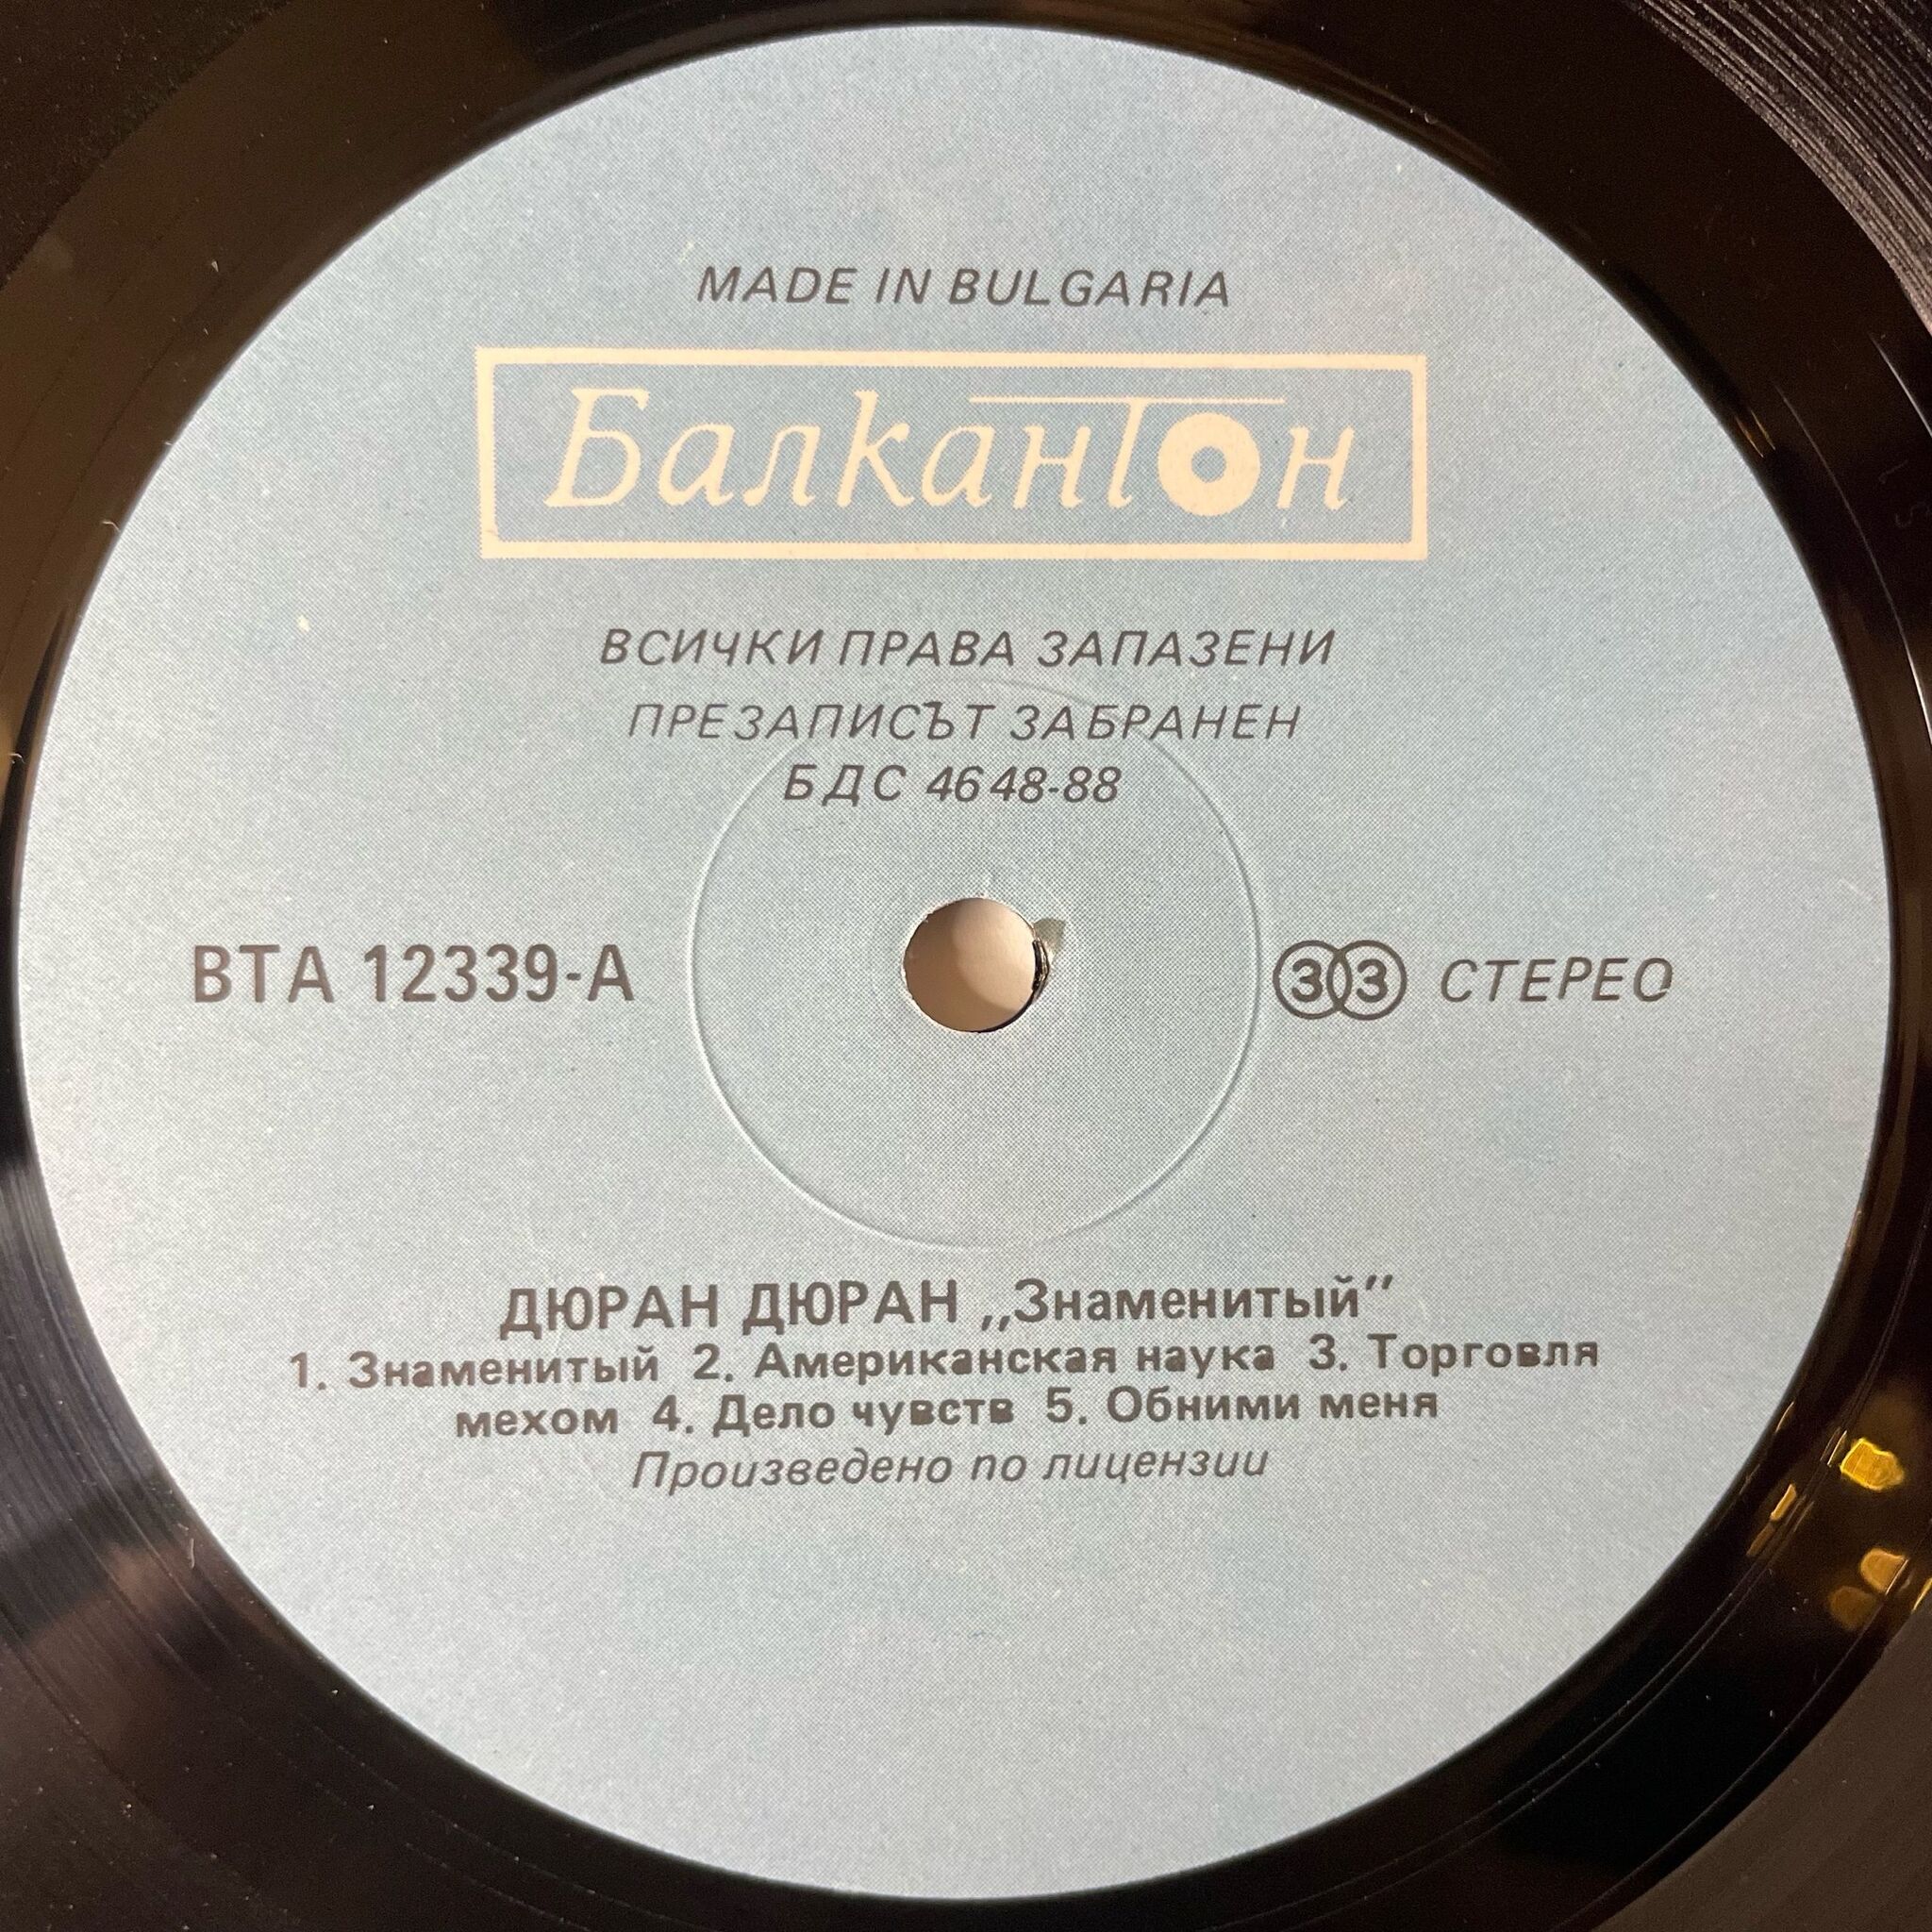 MADE IN BULGARIA
Балкантон
ВСИЧКИ ПРАВА ЗАПАЗЕНИ
ПРЕЗАПИСЪТ ЗАБРАНЕН
БДС 4648-88
ВТА 12339-А
33 СТЕРЕО
ДЮРАН ДЮРАН „Знаменитый”
1. Знаменитый 2. Американская наука 3. Торговля
мехом 4. Дело чувств 5. Обними меня
Произведено по лицензии